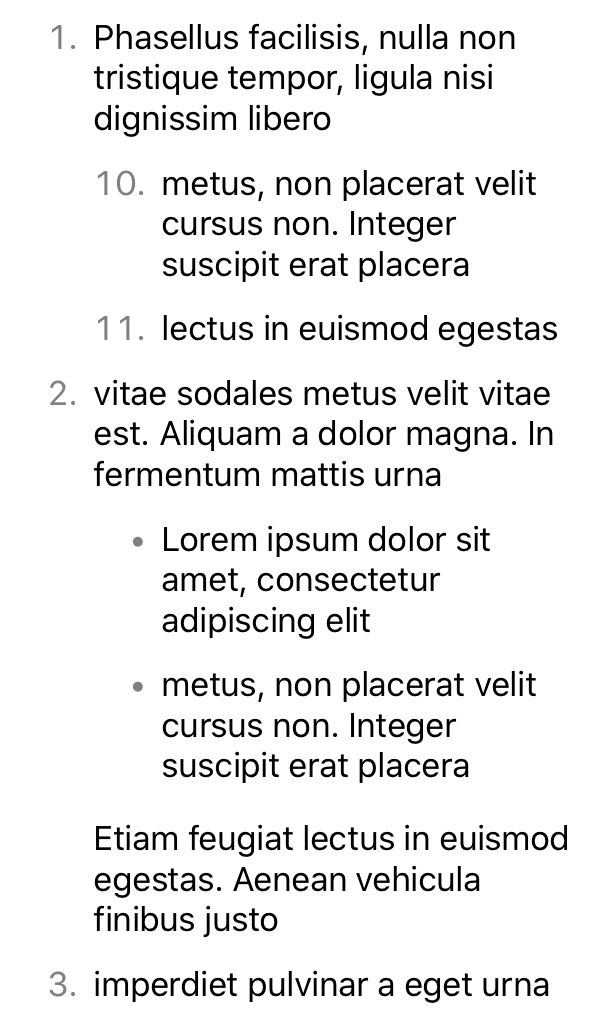 1. Phasellus facilisis, nulla non
tristique tempor, ligula nisi
dignissim libero
10. metus, non placerat velit
cursus non. Integer
suscipit erat placera
11. lectus in euismod egestas
2. vitae sodales metus velit vitae
est. Aliquam a dolor magna. In
fermentum mattis urna
• Lorem ipsum dolor sit
amet, consectetur
adipiscing elit
• metus, non placerat velit
cursus non. Integer
suscipit erat placera
Etiam feugiat lectus in euismod
egestas. Aenean vehicula
finibus justo
3. imperdiet pulvinar a eget urna